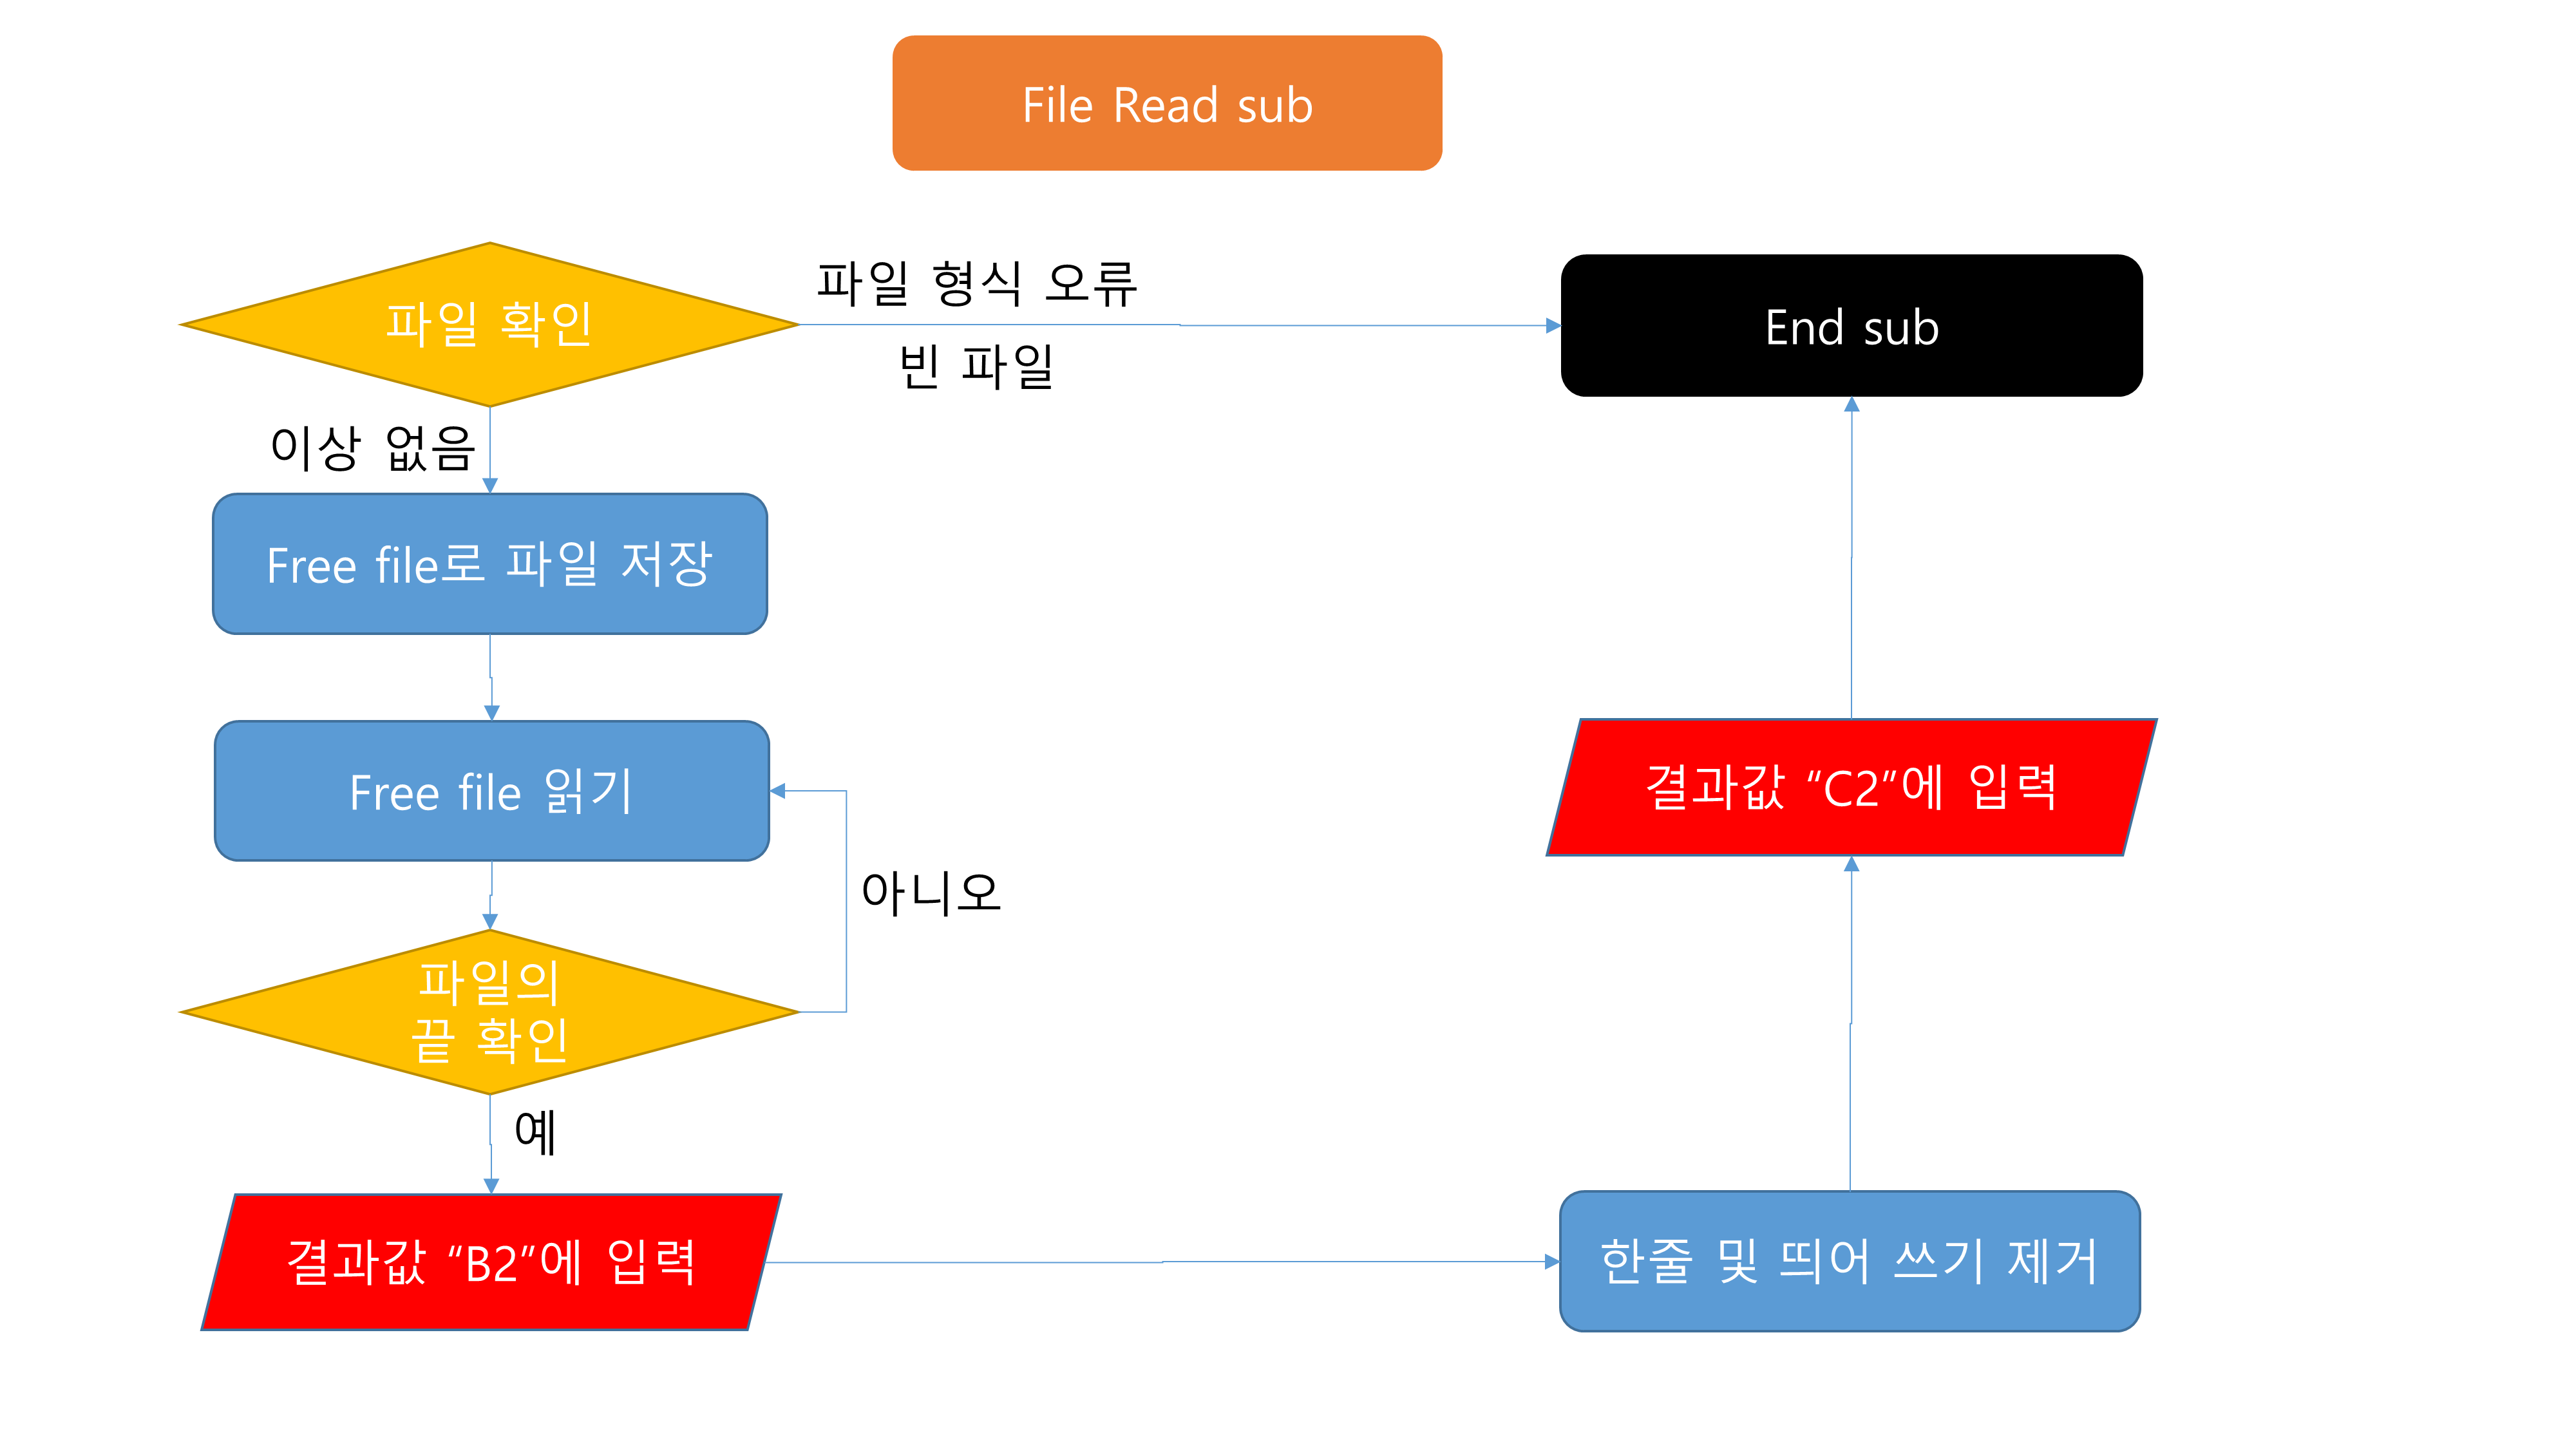 File Read sub
파일 확인
파일 형식 오류
빈 파일
End sub
이상 없음
Free file로 파일 저장
Free file 읽기
아니오
파일의
끝 확인
예
결과값 “B2”에 입력
한줄 및 띄어 쓰기 제거
결과값 “C2”에 입력